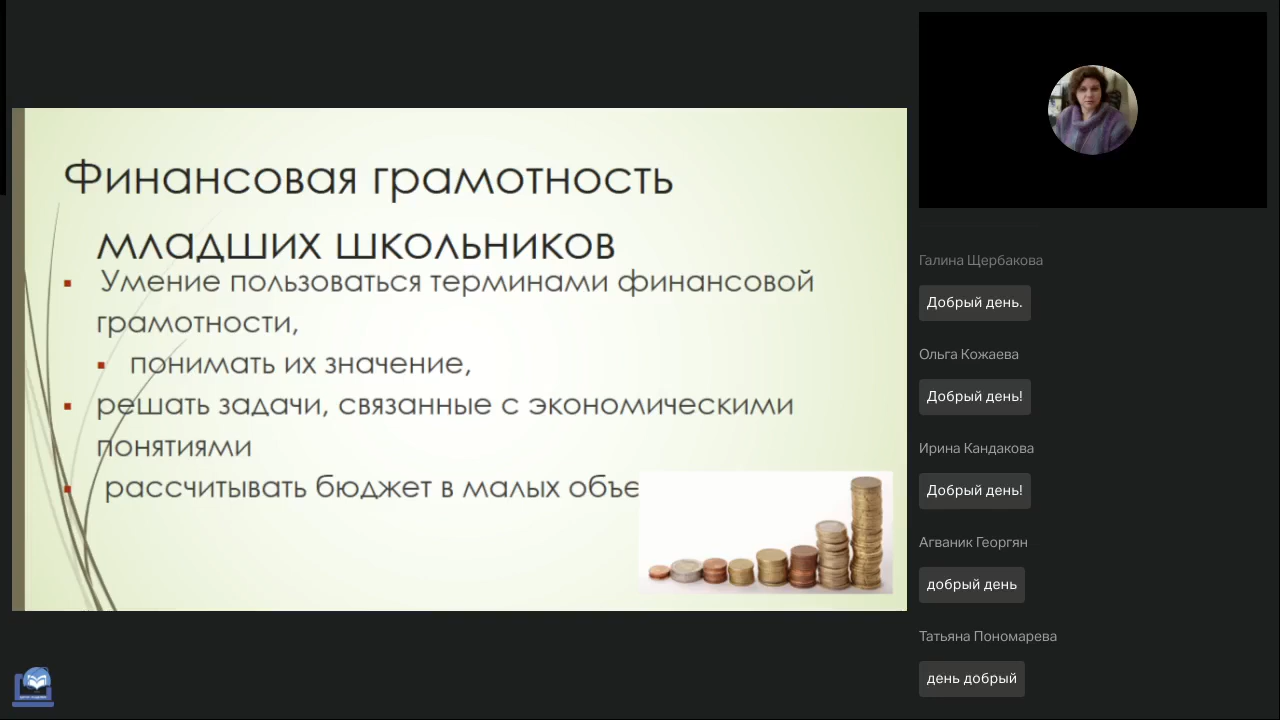 Финансовая грамотность
младших школьников
Умение пользоваться терминами финансовой
грамотности,
понимать их значение,
решать задачи, связанные с экономическими
понятиями
рассчитывать бюджет в малых объе
Галина Щербакова
Добрый день.
Ольга Кожаева
Добрый день!
Ирина Кандакова
Добрый день!
Агваник Георгян
добрый день
Татьяна Пономарева
день добрый